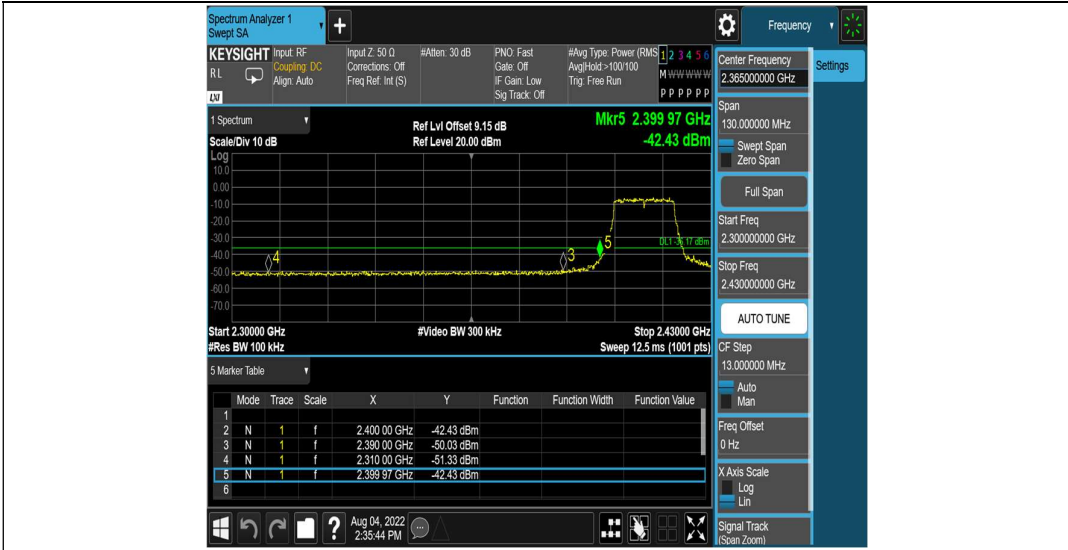 Spectrum Analyzer 1
Swept SA
Frequency
KEYSIGHT
RL
LXI
Input: RF
Coupling: DC
Align: Auto
Input Z: 50 Ω
Corrections: Off
Freq Ref: Int (S)
#Atten: 30 dB
PNO: Fast
Gate: Off
IF Gain: Low
Sig Track: Off
#Avg Type: Power (RMS
Avg|Hold:>100/100
Trig: Free Run
1 2 3 4 5 6
M W W W W W
P P P P P P
Center Frequency
2.365000000 GHz
Settings
Span
130.000000 MHz
Swept Span
Zero Span
Full Span
Start Freq
2.300000000 GHz
Stop Freq
2.430000000 GHz
AUTO TUNE
CF Step
13.000000 MHz
Auto
Man
Freq Offset
0 Hz
X Axis Scale
Log
Lin
Signal Track
(Span Zoom)
1 Spectrum
Scale/Div 10 dB
Ref Lvl Offset 9.15 dB
Ref Level 20.00 dBm
Mkr5 2.399 97 GHz
-42.43 dBm
Log
10.0
0.00
-10.0
-20.0
-30.0
-40.0
-50.0
-60.0
-70.0
4
3
5
DL1 -36.17 dBm
Start 2.30000 GHz
#Video BW 300 kHz
Stop 2.43000 GHz
#Res BW 100 kHz
Sweep 12.5 ms (1001 pts)
5 Marker Table
Mode Trace Scale X Y Function Function Width Function Value
1
2 N 1 f 2.400 00 GHz -42.43 dBm
3 N 1 f 2.390 00 GHz -50.03 dBm
4 N 1 f 2.310 00 GHz -51.33 dBm
5 N 1 f 2.399 97 GHz -42.43 dBm
6
?
Aug 04, 2022
2:35:44 PM